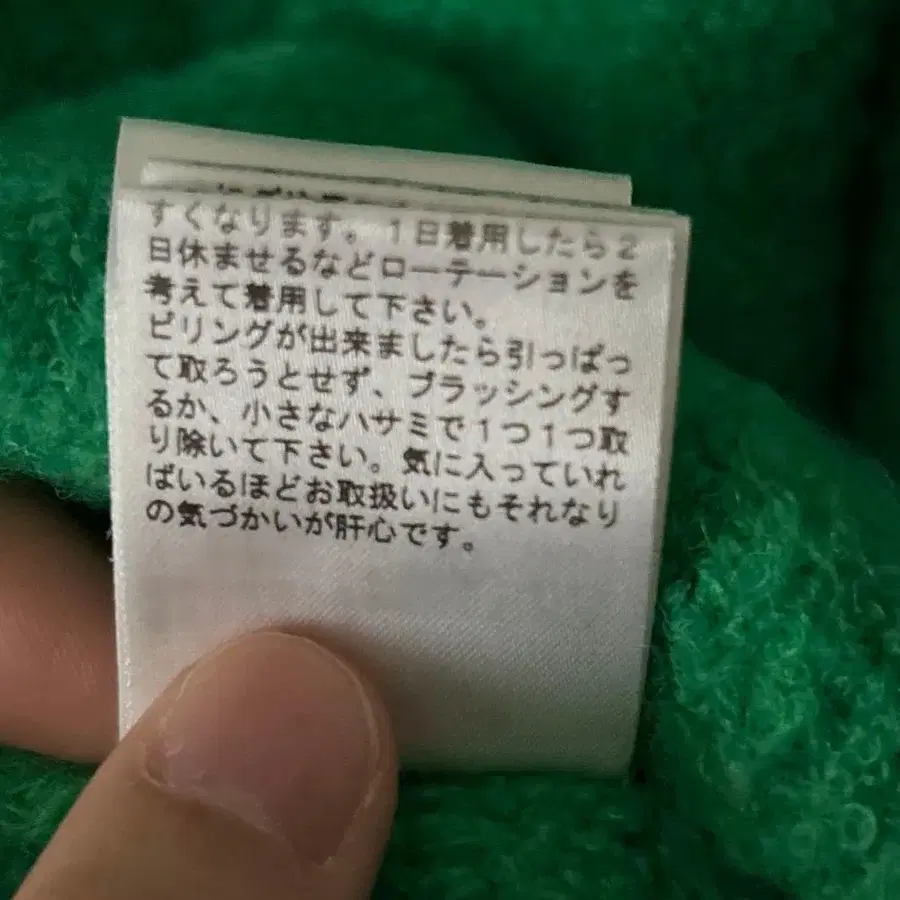 すくなります。1日着用したら2
日休ませるなどローテーションを
考えて着用して下さい。
ピリングが出来ましたら引っぱっ
て取ろうとせず、ブラッシングす
るか、小さなハサミで1つ1つ取
り除いて下さい。気に入っていれ
ばいるほどお取扱いにもそれなり
の気づかいが肝心です。